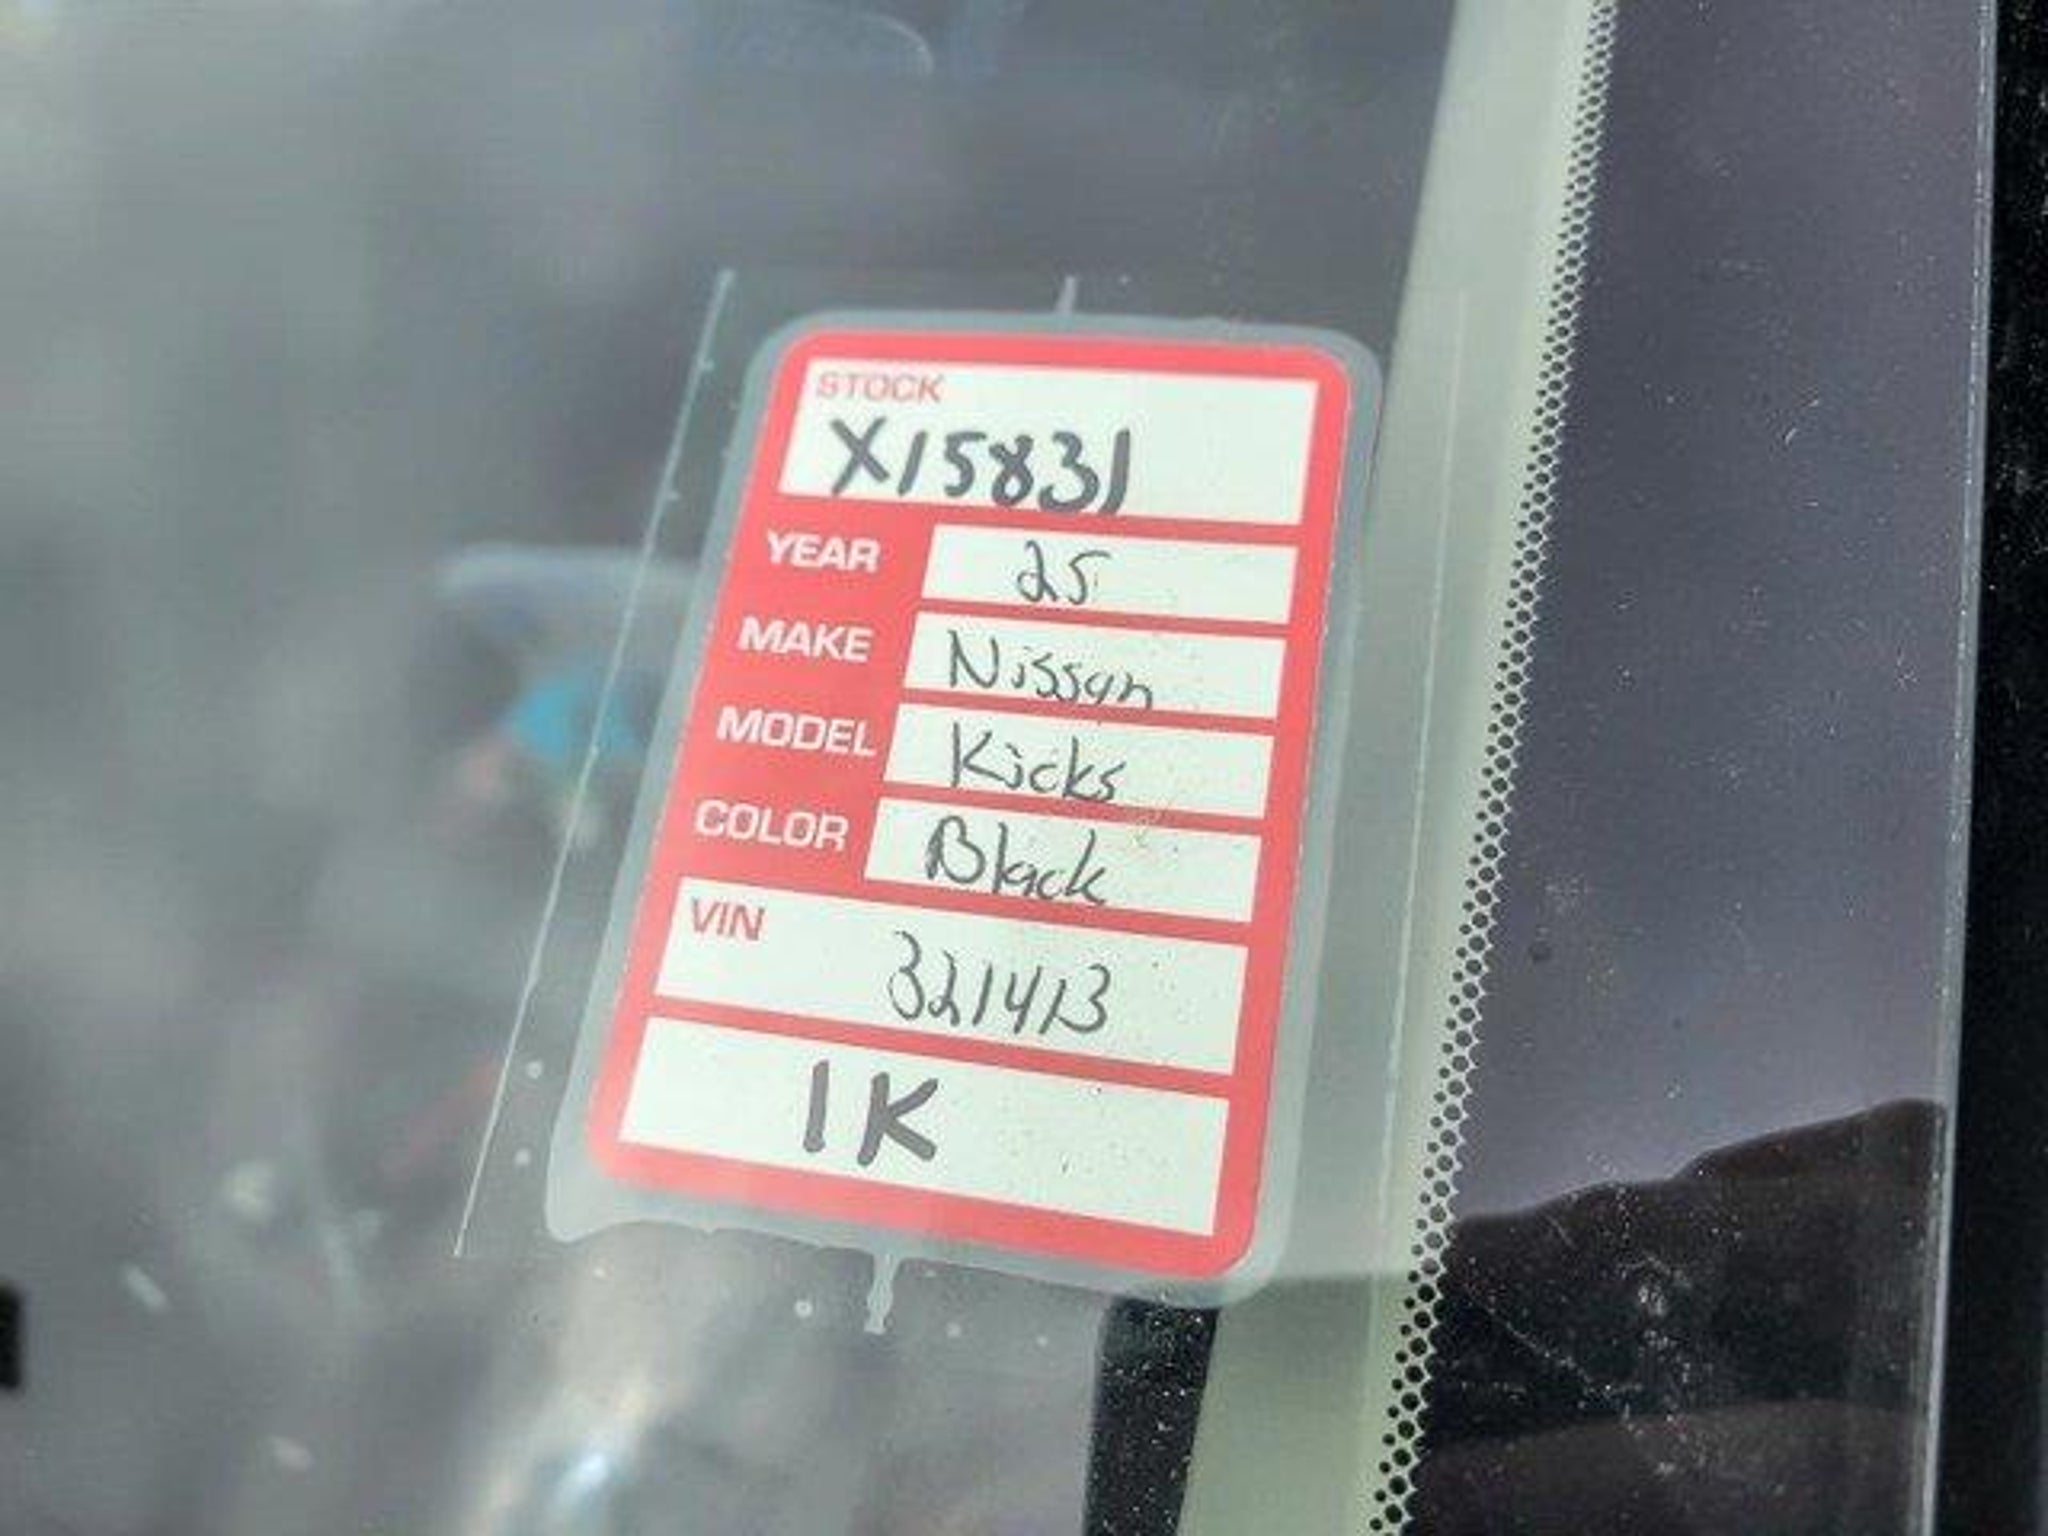 STOCK
X15831
YEAR 25
MAKE Nissan
MODEL Kicks
COLOR Black
VIN 321413
1K